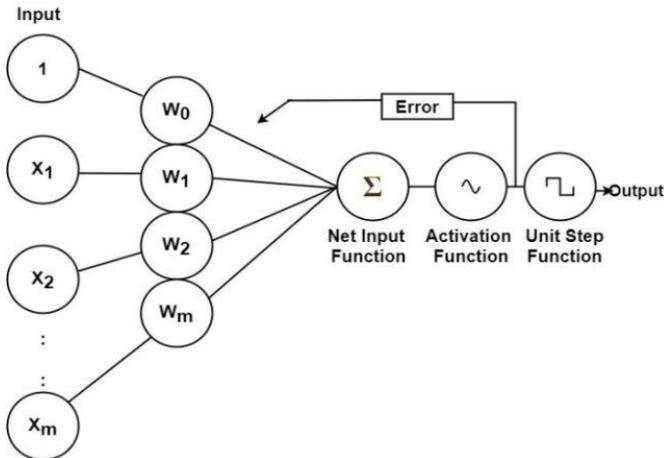 Input
1
W0
Error
X1
W1
Σ
Output
Net Input Function
Activation Function
Unit Step Function
W2
X2
Wm
:
:
Xm